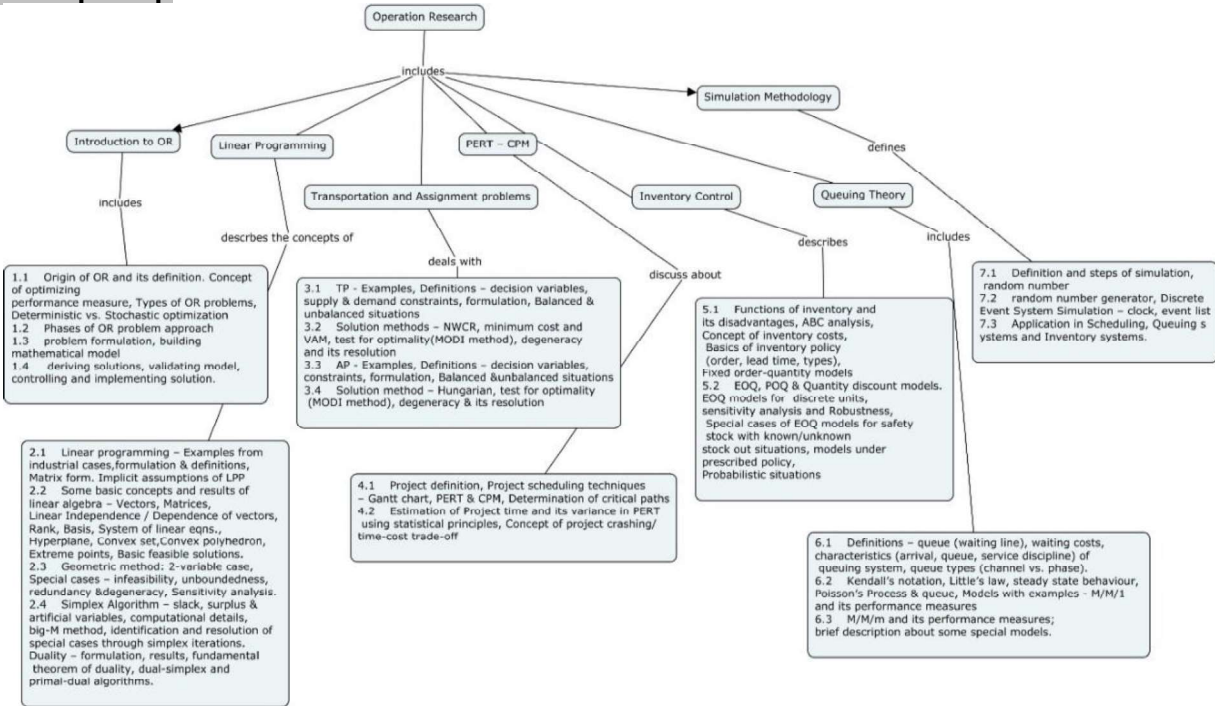 Operation Research
includes
Simulation Methodology
Introduction to OR
Linear Programming
PERT – CPM
defines
Transportation and Assignment problems
Inventory Control
Queuing Theory
includes
descrbes the concepts of
describes
includes
deals with
discuss about
1.1 Origin of OR and its definition. Concept
of optimizing
performance measure, Types of OR problems,
Deterministic vs. Stochastic optimization
1.2 Phases of OR problem approach
1.3 problem formulation, building
mathematical model
1.4 deriving solutions, validating model,
controlling and implementing solution.
3.1 TP - Examples, Definitions – decision variables,
supply & demand constraints, formulation, Balanced &
unbalanced situations
3.2 Solution methods – NWCR, minimum cost and
VAM, test for optimality(MODI method), degeneracy
and its resolution
3.3 AP - Examples, Definitions – decision variables,
constraints, formulation, Balanced &unbalanced situations
3.4 Solution method – Hungarian, test for optimality
(MODI method), degeneracy & its resolution
5.1 Functions of inventory and
its disadvantages, ABC analysis,
Concept of inventory costs,
Basics of inventory policy
(order, lead time, types),
Fixed order-quantity models
5.2 EOQ, POQ & Quantity discount models.
EOQ models for discrete units,
sensitivity analysis and Robustness,
Special cases of EOQ models for safety
stock with known/unknown
stock out situations, models under
prescribed policy,
Probabilistic situations
7.1 Definition and steps of simulation,
random number
7.2 random number generator, Discrete
Event System Simulation – clock, event list
7.3 Application in Scheduling, Queuing s
ystems and Inventory systems.
2.1 Linear programming – Examples from
industrial cases,formulation & definitions,
Matrix form. Implicit assumptions of LPP
2.2 Some basic concepts and results of
linear algebra – Vectors, Matrices,
Linear Independence / Dependence of vectors,
Rank, Basis, System of linear eqns.,
Hyperplane, Convex set,Convex polyhedron,
Extreme points, Basic feasible solutions.
2.3 Geometric method: 2-variable case,
Special cases – infeasibility, unboundedness,
redundancy &degeneracy, Sensitivity analysis.
2.4 Simplex Algorithm – slack, surplus &
artificial variables, computational details,
big-M method, identification and resolution of
special cases through simplex iterations.
Duality – formulation, results, fundamental
theorem of duality, dual-simplex and
primal-dual algorithms.
4.1 Project definition, Project scheduling techniques
– Gantt chart, PERT & CPM, Determination of critical paths
4.2 Estimation of Project time and its variance in PERT
using statistical principles, Concept of project crashing/
time-cost trade-off
6.1 Definitions – queue (waiting line), waiting costs,
characteristics (arrival, queue, service discipline) of
queuing system, queue types (channel vs. phase).
6.2 Kendall's notation, Little's law, steady state behaviour,
Poisson's Process & queue, Models with examples - M/M/1
and its performance measures
6.3 M/M/m and its performance measures;
brief description about some special models.